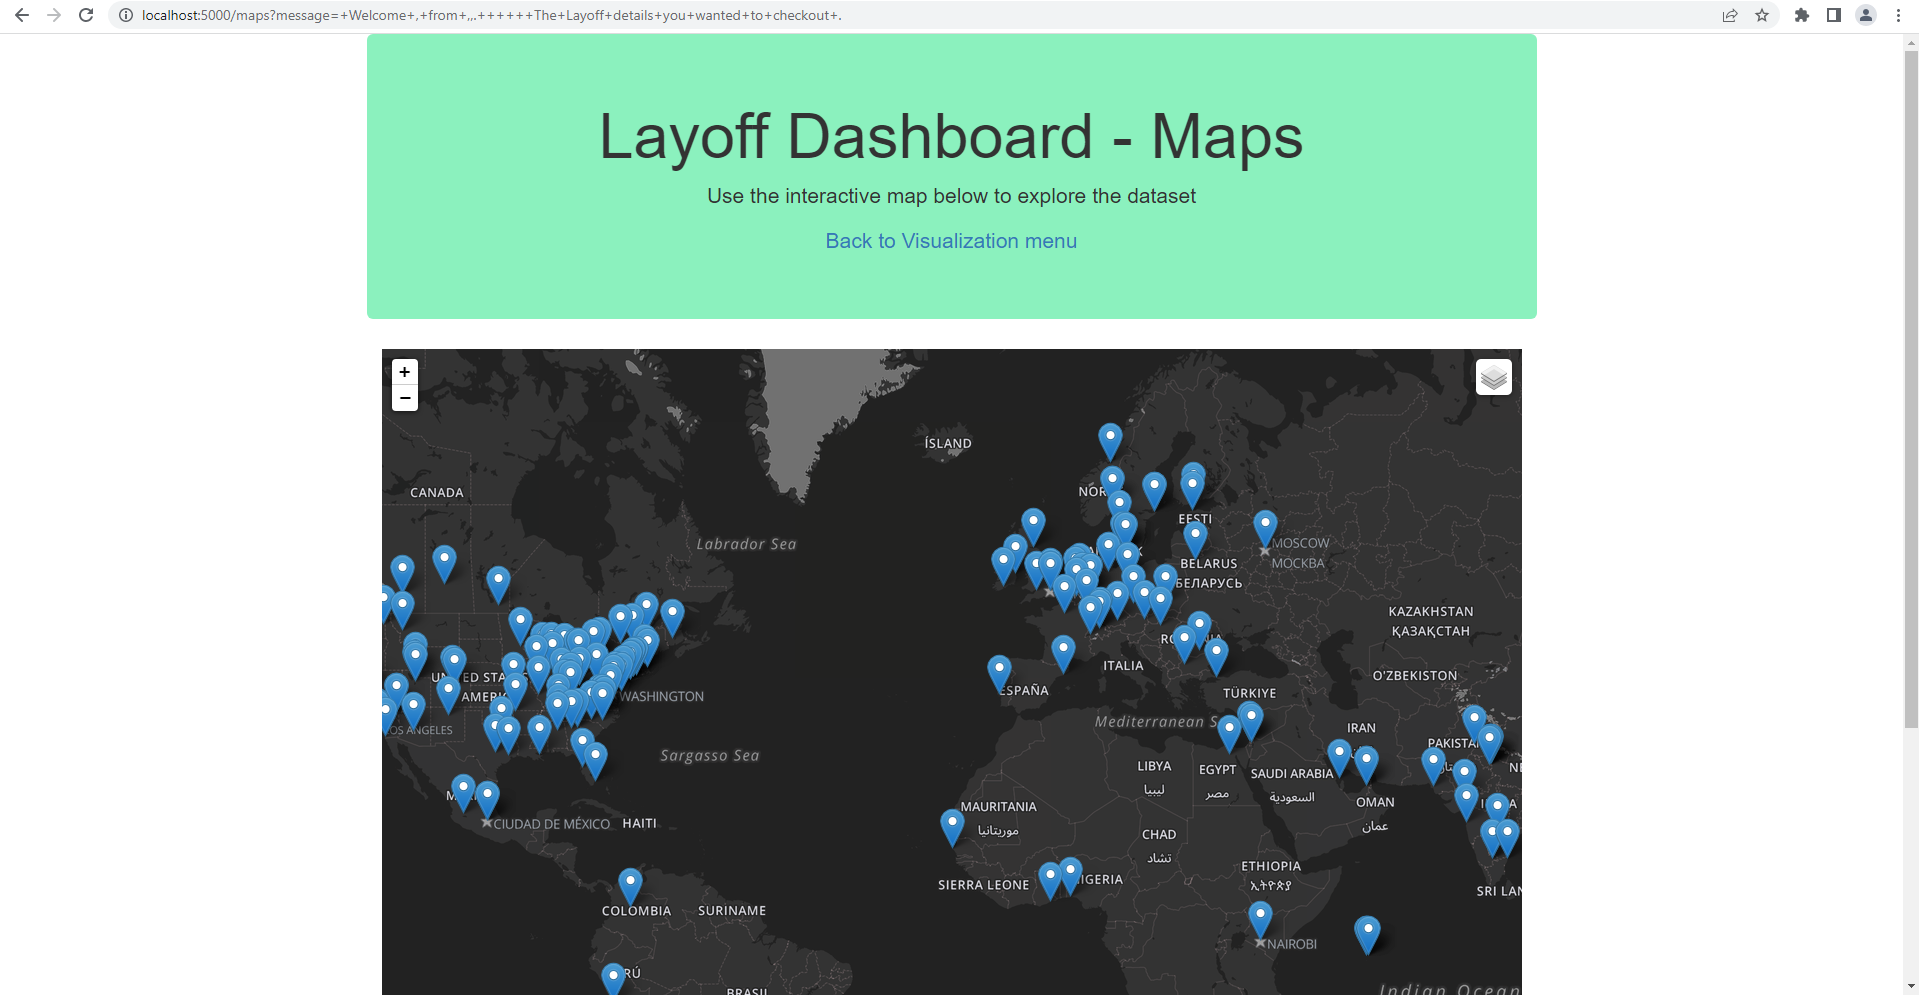 localhost:5000/maps?message=+Welcome+,+from+,,.++++++The+Layoff+details+you+wanted+to+checkout+.
Layoff Dashboard - Maps
Use the interactive map below to explore the dataset
Back to Visualization menu
+
−
ÍSLAND
CANADA
NOR
EESTI
Labrador Sea
MOSCOW
МОСКВА
BELARUS
БЕЛАРУСЬ
KAZAKHSTAN
ҚАЗАҚСТАН
ITALIA
O'ZBEKISTON
UNITED STA
AMERI
WASHINGTON
ESPAÑA
TÜRKIYE
OS ANGELES
Mediterranean S
IRAN
PAKISTA
Sargasso Sea
LIBYA
ليبيا
EGYPT
مصر
SAUDI ARABIA
السعودية
OMAN
عمان
MAURITANIA
موريتانيا
CIUDAD DE MÉXICO
HAITI
CHAD
تشاد
ETHIOPIA
ኢትዮጵያ
SIERRA LEONE
IGERIA
SRI LAN
COLOMBIA
SURINAME
NAIROBI
RÚ
BRASIL
Indian Ocean